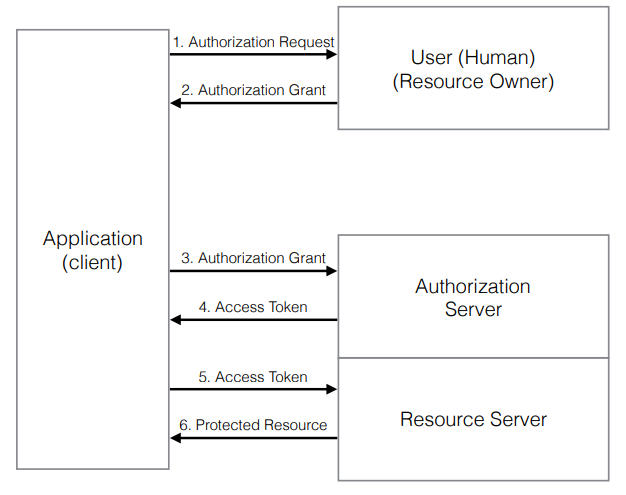 1. Authorization Request
User (Human)
(Resource Owner)
2. Authorization Grant
Application
(client)
3. Authorization Grant
Authorization
Server
4. Access Token
5. Access Token
Resource Server
6. Protected Resource